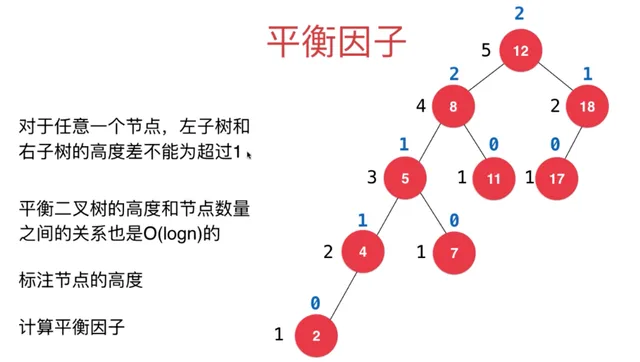 平衡因子
对于任意一个节点，左子树和
右子树的高度差不能为超过1
平衡二叉树的高度和节点数量
之间的关系也是O(logn)的
标注节点的高度
计算平衡因子
2
5 12
2 1
4 8 2 18
1 0 0
3 5 1 11 1 17
1 0
2 4 1 7
0
1 2